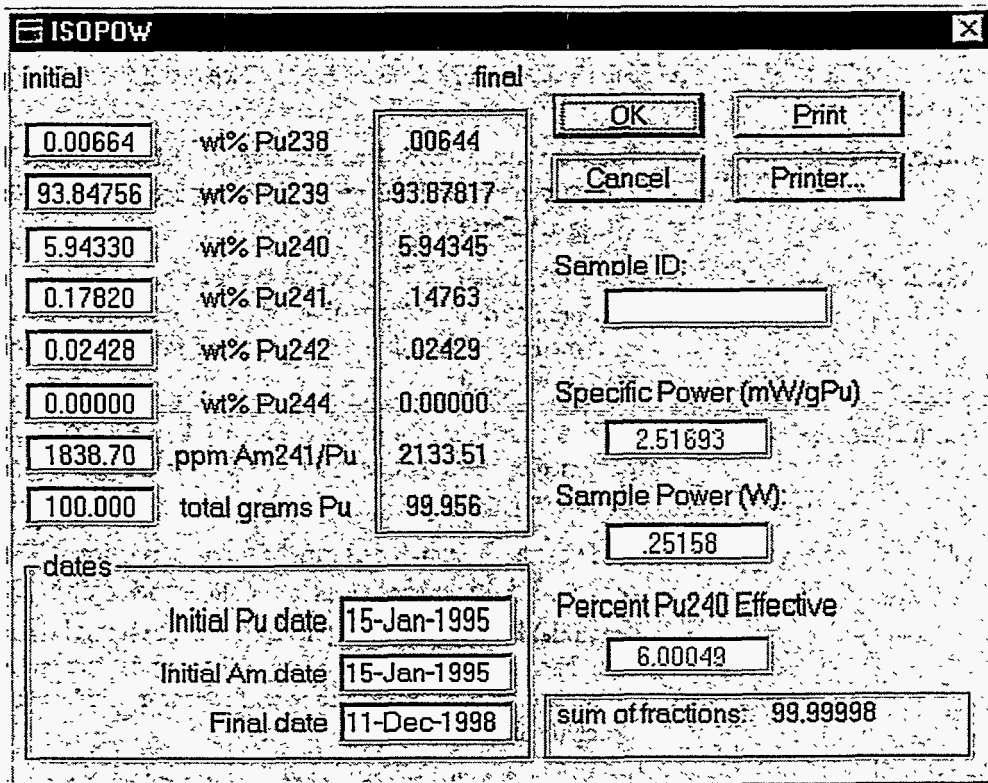 ISOPOW
initial final
0.00664 wt% Pu238 .00644
93.84756 wt% Pu239 93.87817
5.94330 wt% Pu240 5.94345
0.17820 wt% Pu241 .14763
0.02428 wt% Pu242 .02429
0.00000 wt% Pu244 0.00000
1838.70 ppm Am241/Pu 2133.51
100.000 total grams Pu 99.956
dates
Initial Pu date 15-Jan-1995
Initial Am date 15-Jan-1995
Final date 11-Dec-1998
OK Print
Cancel Printer...
Sample ID:
Specific Power (mW/gPu)
2.51693
Sample Power (W):
.25158
Percent Pu240 Effective
6.00049
sum of fractions: 99.99998